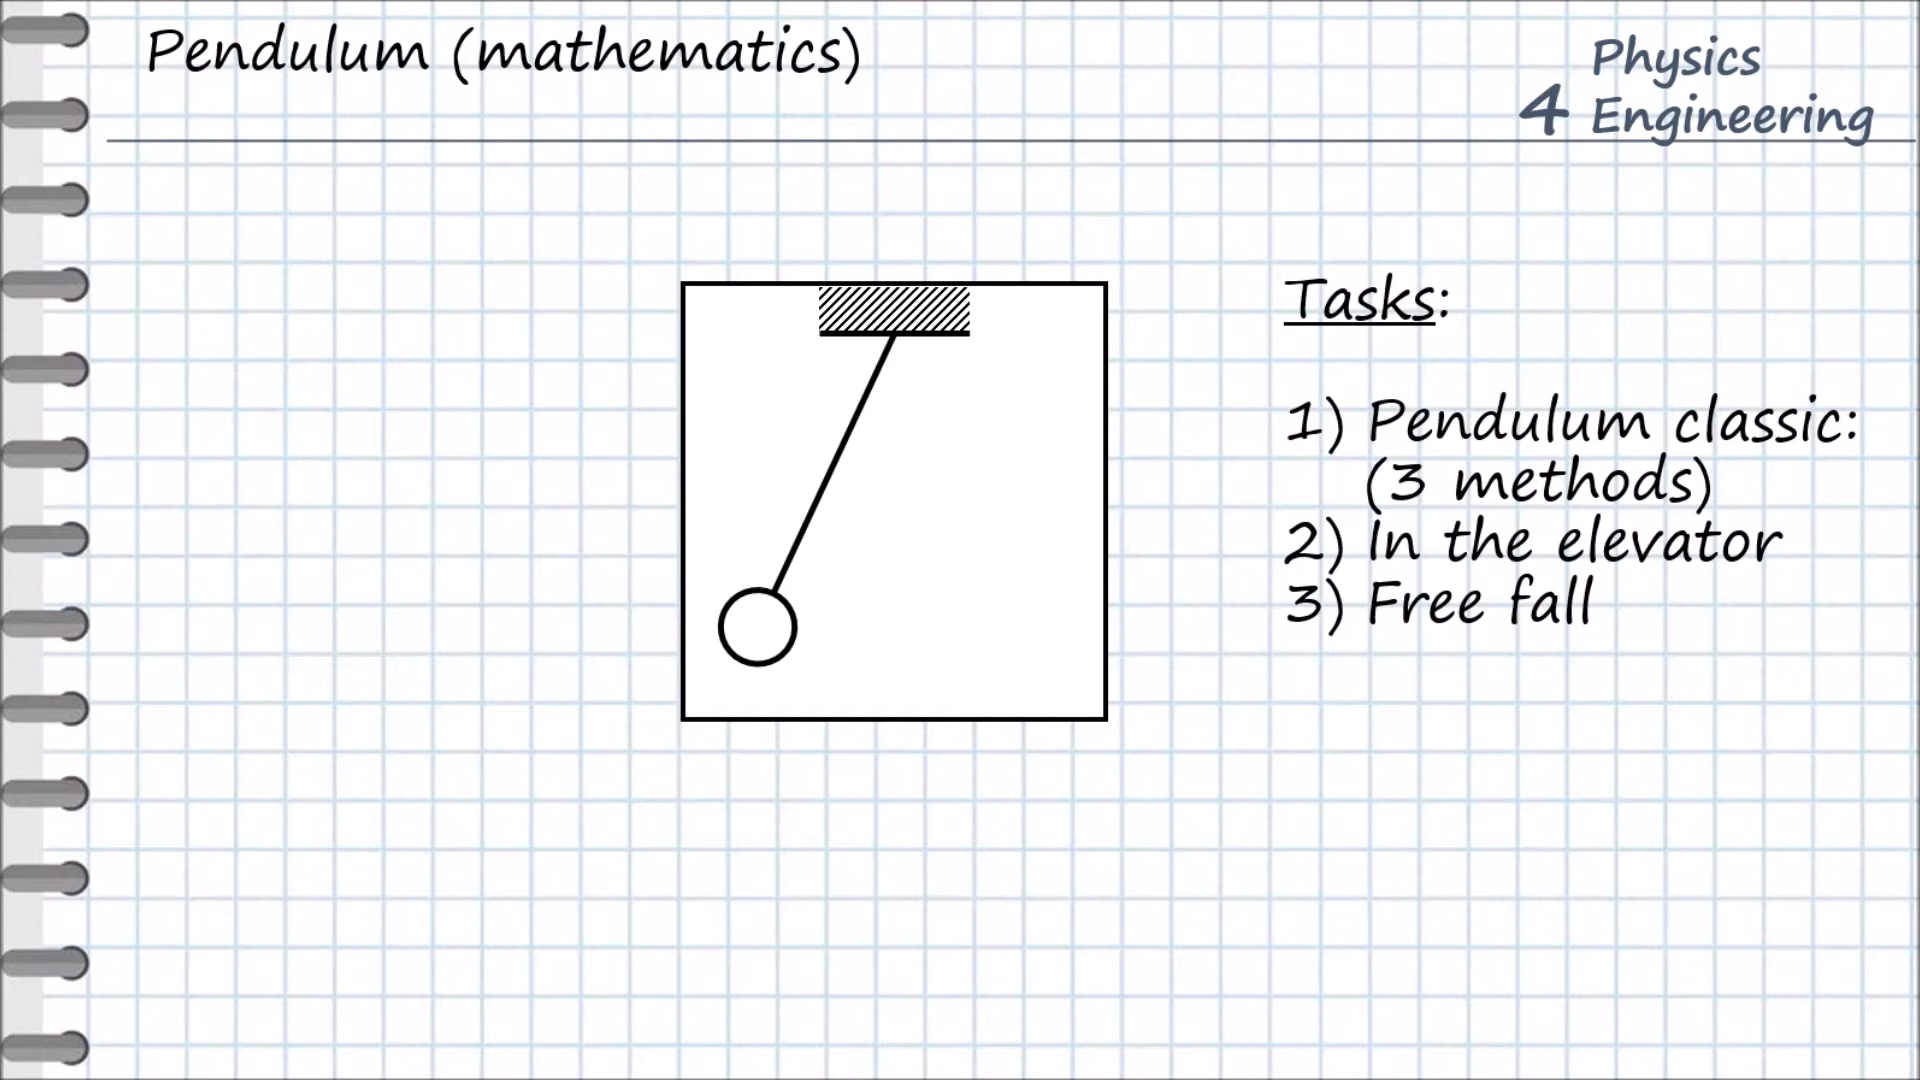 Pendulum (mathematics)
Physics
4 Engineering
Tasks:
1) Pendulum classic:
(3 methods)
2) In the elevator
3) Free fall